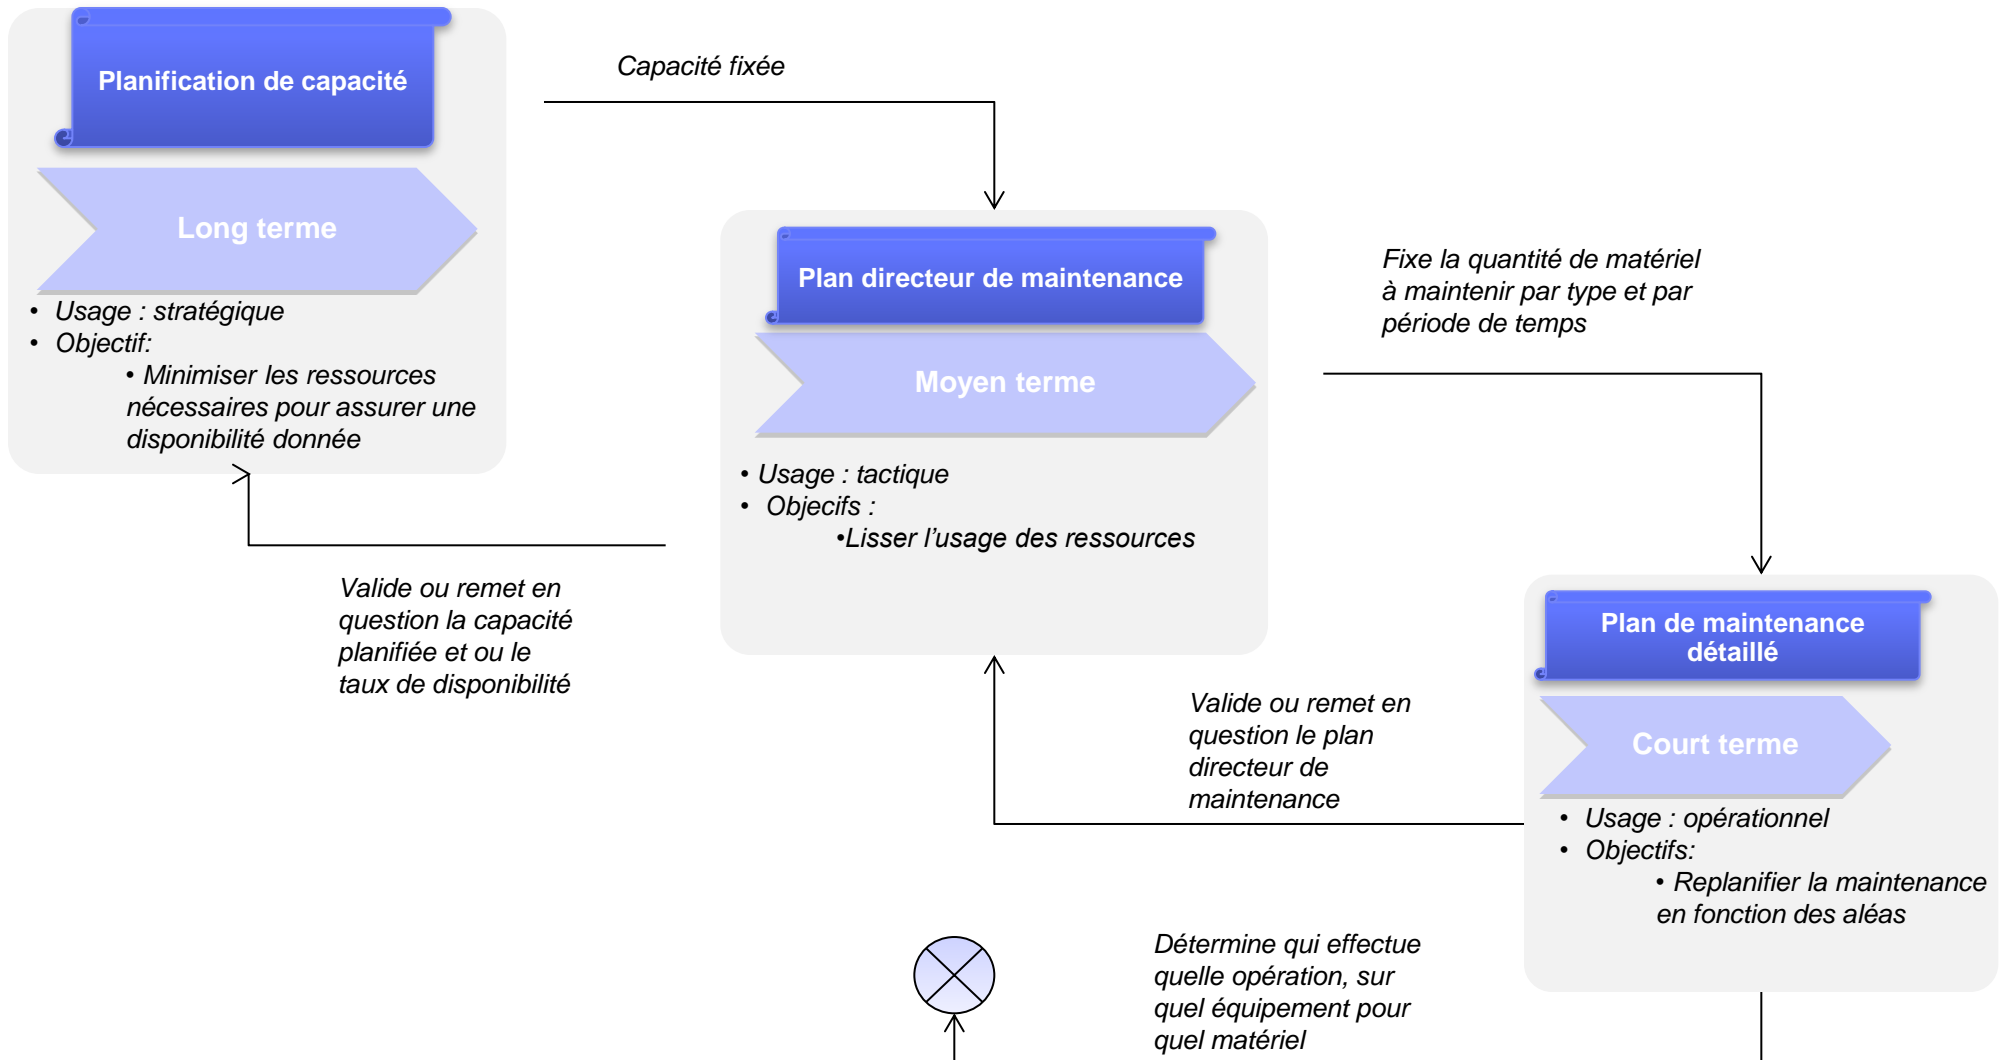 Planification de capacité
Long terme
• Usage : stratégique
• Objectif:
• Minimiser les ressources
nécessaires pour assurer une
disponibilité donnée
Capacité fixée
Plan directeur de maintenance
Moyen terme
• Usage : tactique
• Objecifs :
•Lisser l’usage des ressources
Fixe la quantité de matériel
à maintenir par type et par
période de temps
Valide ou remet en
question la capacité
planifiée et ou le
taux de disponibilité
Plan de maintenance
détaillé
Court terme
• Usage : opérationnel
• Objectifs:
• Replanifier la maintenance
en fonction des aléas
Valide ou remet en
question le plan
directeur de
maintenance
Détermine qui effectue
quelle opération, sur
quel équipement pour
quel matériel